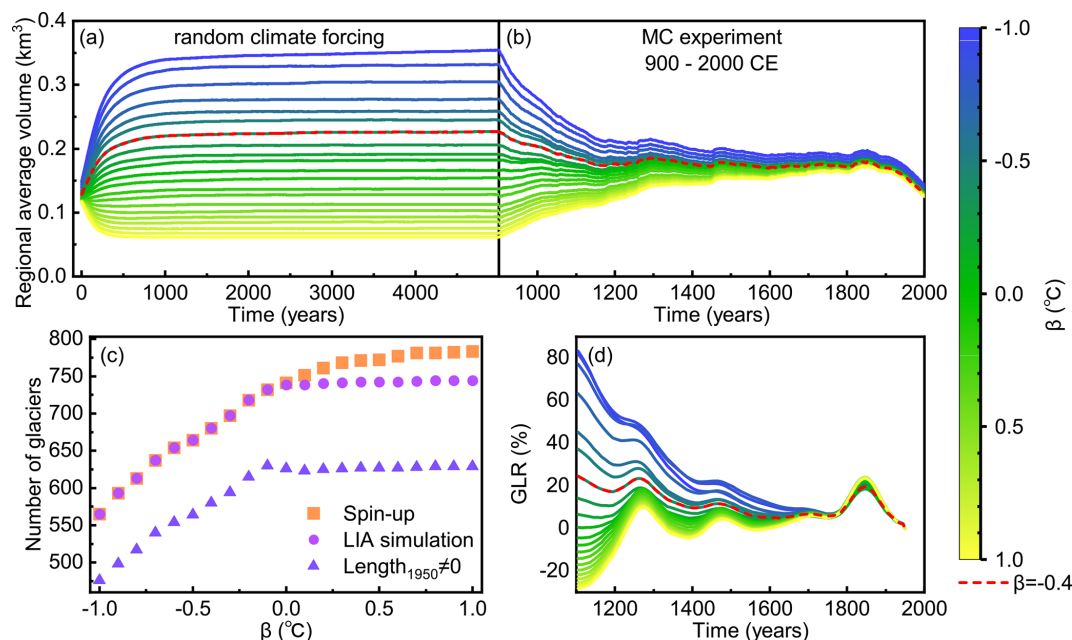 (a)
random climate forcing
(b)
MC experiment
900 - 2000 CE
Regional average volume (km³)
0.4
0.3
0.2
0.1
0.0
0
1000
2000
3000
4000
Time (years)
1000
1200
1400
1600
1800
2000
Time (years)
(c)
Number of glaciers
800
750
700
650
600
550
500
-1.0
-0.5
0.0
0.5
1.0
β (℃)
Spin-up
LIA simulation
Length₁₉₅₀≠0
(d)
GLR (%)
80
60
40
20
0
-20
1200
1400
1600
1800
2000
Time (years)
-1.0
-0.5
0.0
0.5
1.0
β (℃)
β=-0.4